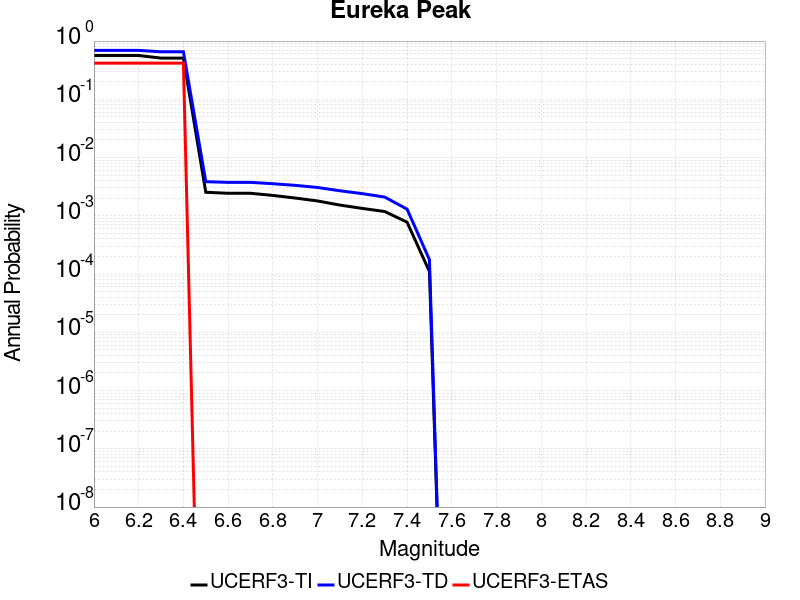 Eureka Peak
10^0
10^-1
10^-2
10^-3
10^-4
10^-5
10^-6
10^-7
10^-8
Annual Probability
6 6.2 6.4 6.6 6.8 7 7.2 7.4 7.6 7.8 8 8.2 8.4 8.6 8.8 9
Magnitude
UCERF3-TI UCERF3-TD UCERF3-ETAS